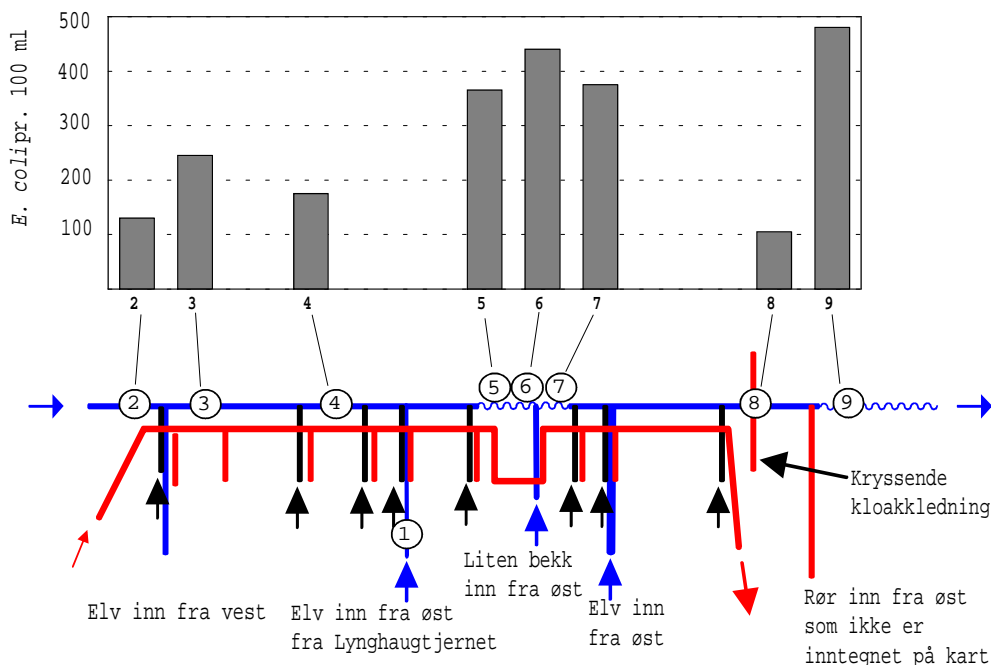 500
400
300
200
100
E. coli pr. 100 ml
2 3 4 5 6 7 8 9
2 3 4 5 6 7 8 9
1
Kryssende
kloakkledning
Elv inn fra vest
Elv inn fra øst
fra Lynghaugtjernet
Liten bekk
inn fra øst
Elv inn
fra øst
Rør inn fra øst
som ikke er
inntegnet på kart